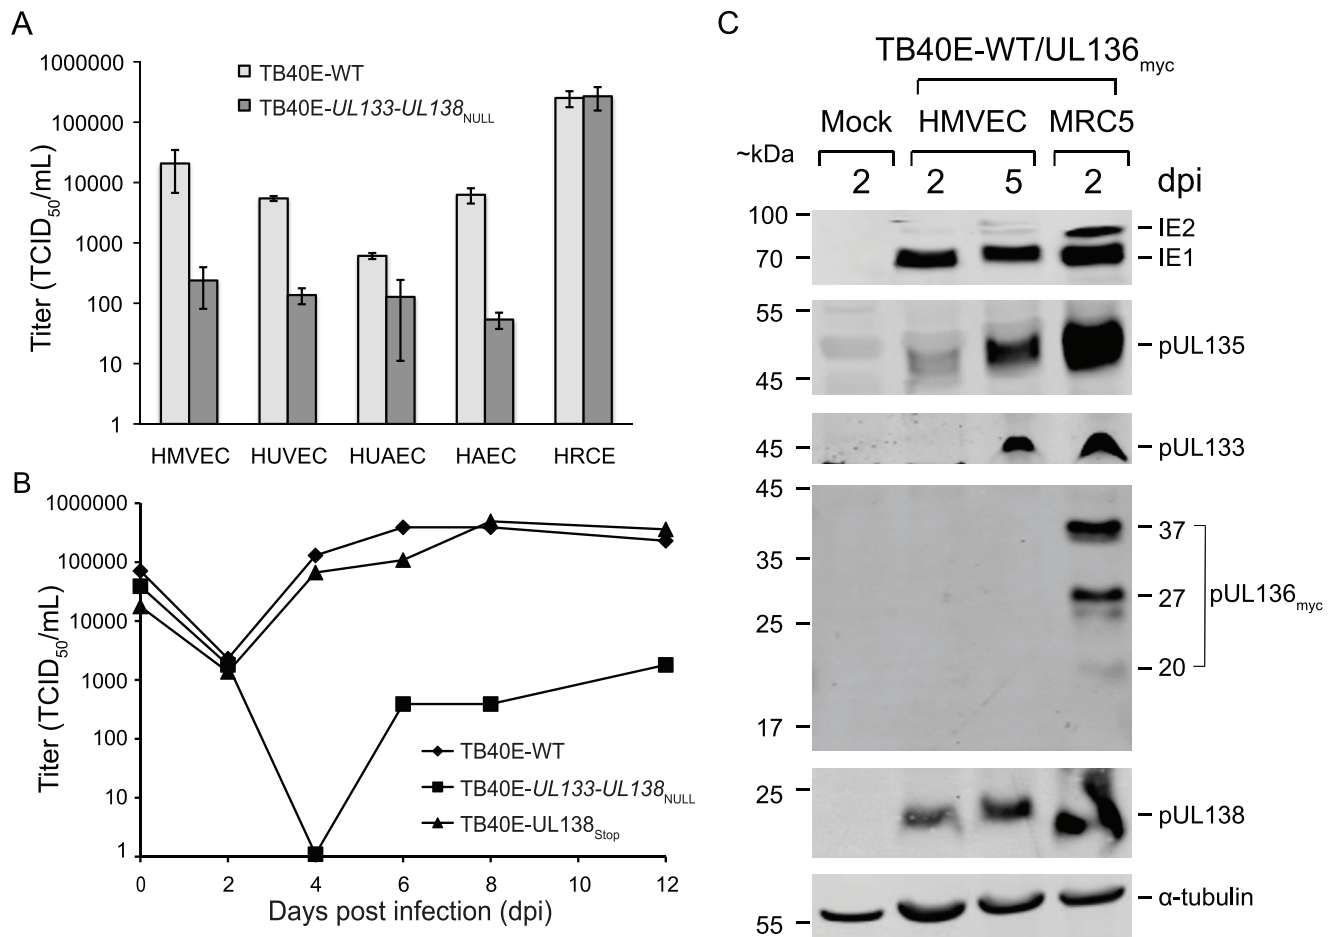 A
1000000
100000
10000
1000
100
10
1
Titer (TCID50/mL)
TB40E-WT
TB40E-UL133-UL138NULL
HMVEC HUVEC HUAEC HAEC HRCE
B
1000000
100000
10000
1000
100
10
1
Titer (TCID50/mL)
TB40E-WT
TB40E-UL133-UL138NULL
TB40E-UL138Stop
0 2 4 6 8 10 12
Days post infection (dpi)
C
TB40E-WT/UL136myc
Mock HMVEC MRC5
~kDa
2 2 5 2 dpi
100
70
IE2
IE1
55
45
pUL135
45
pUL133
45
35
25
17
37
27
20
pUL136myc
25
pUL138
55
α-tubulin